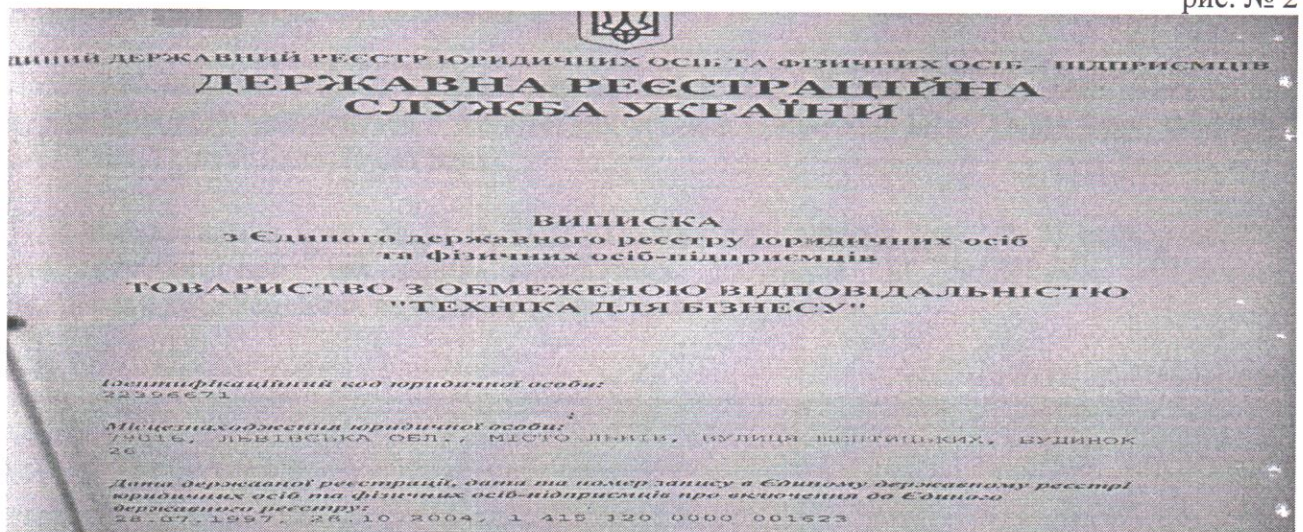 рис. № 2
ДИНИЙ ДЕРЖАВНИЙ РЕЄСТР ЮРИДИЧНИХ ОСІБ ТА ФІЗИЧНИХ ОСІБ – ПІДПРИЄМЦІВ
ДЕРЖАВНА РЕЄСТРАЦІЙНА
СЛУЖБА УКРАЇНИ
ВИПИСКА
з Єдиного державного реєстру юридичних осіб
та фізичних осіб-підприємців
ТОВАРИСТВО З ОБМЕЖЕНОЮ ВІДПОВІДАЛЬНІСТЮ
"ТЕХНІКА ДЛЯ БІЗНЕСУ"
Ідентифікаційний код юридичної особи:
22396671
Місцезнаходження юридичної особи:
79016, ЛЬВІВСЬКА ОБЛ., МІСТО ЛЬВІВ, ВУЛИЦЯ ШЕПТИЦЬКИХ, БУДИНОК
26
Дата державної реєстрації, дата та номер запису в Єдиному державному реєстрі
юридичних осіб та фізичних осіб-підприємців про включення до Єдиного
державного реєстру:
28.07.1997, 26.10.2004, 1 415 120 0000 001623